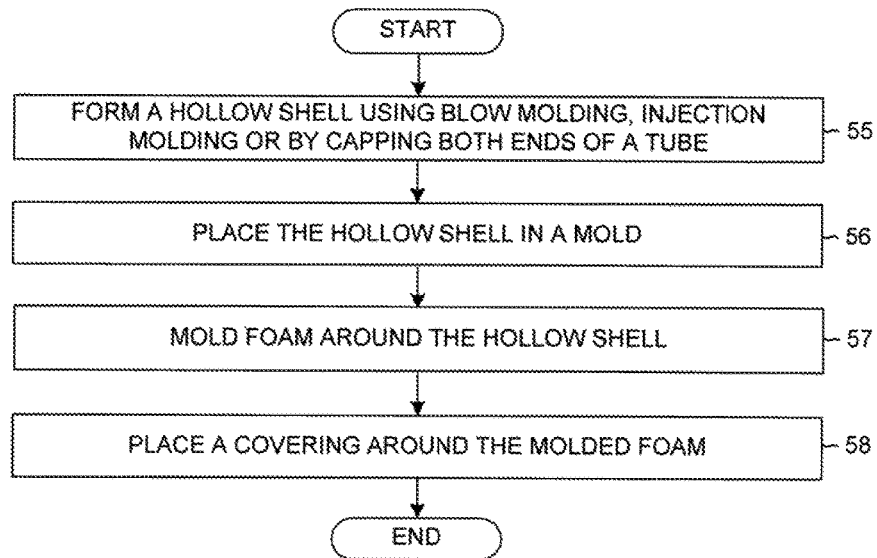 START
FORM A HOLLOW SHELL USING BLOW MOLDING, INJECTION
MOLDING OR BY CAPPING BOTH ENDS OF A TUBE
55
PLACE THE HOLLOW SHELL IN A MOLD
56
MOLD FOAM AROUND THE HOLLOW SHELL
57
PLACE A COVERING AROUND THE MOLDED FOAM
58
END